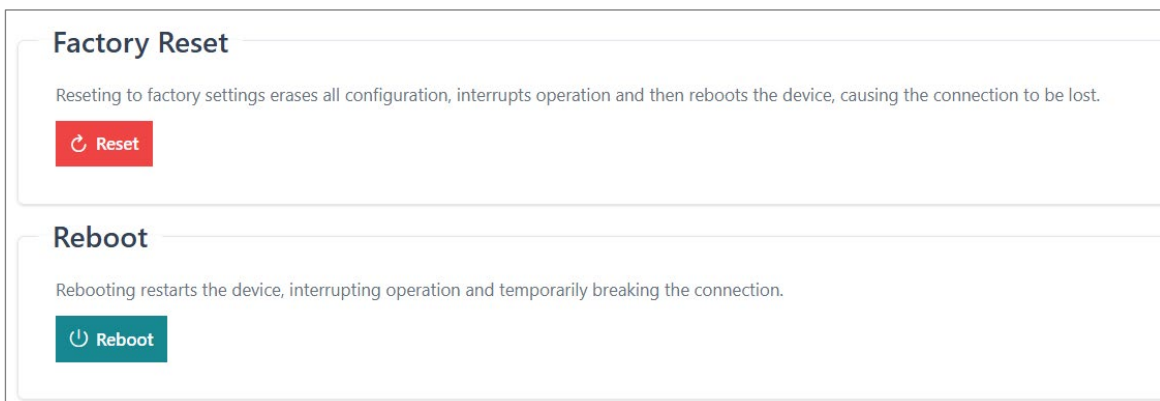 Factory Reset
Reseting to factory settings erases all configuration, interrupts operation and then reboots the device, causing the connection to be lost.
Reset
Reboot
Rebooting restarts the device, interrupting operation and temporarily breaking the connection.
Reboot